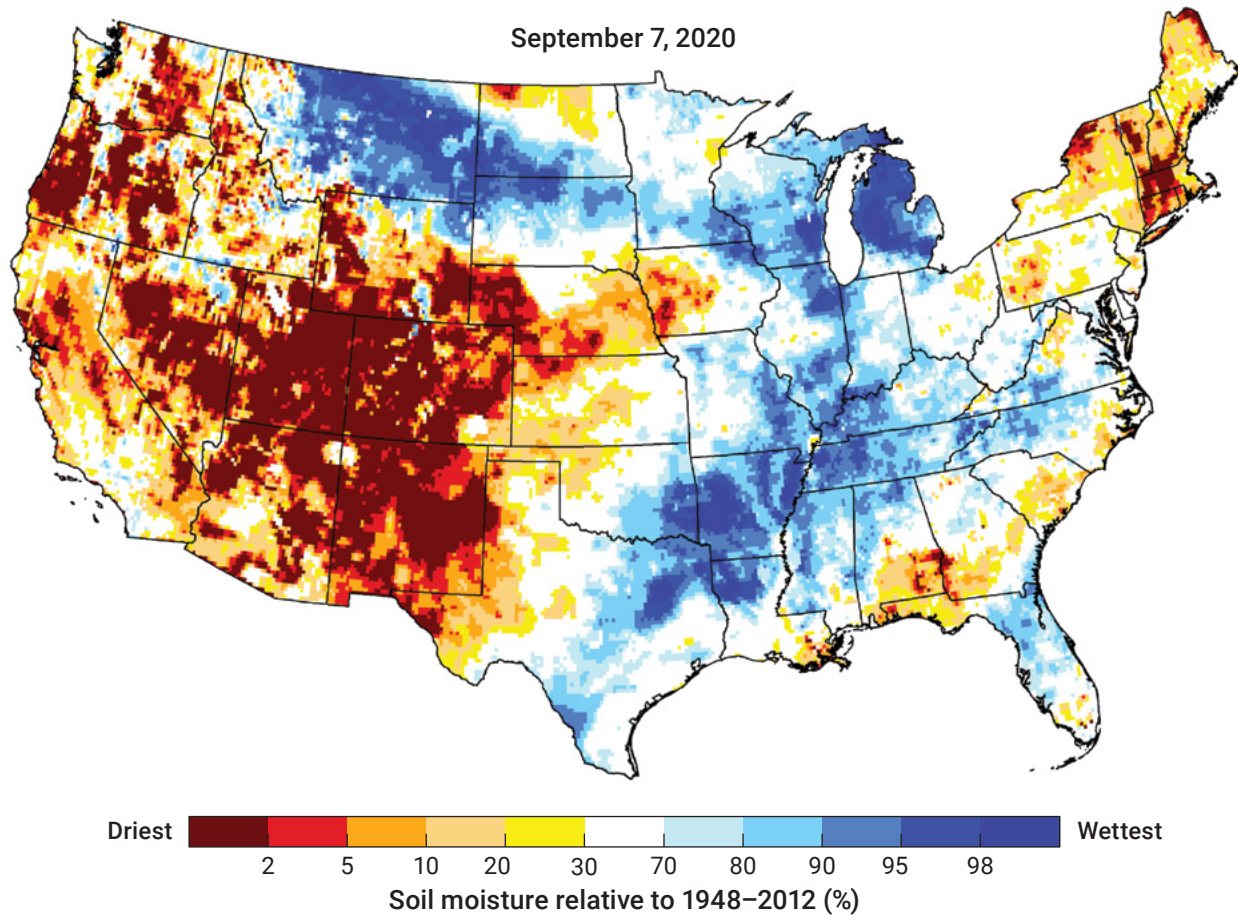 September 7, 2020
Driest
Wettest
2 5 10 20 30 70 80 90 95 98
Soil moisture relative to 1948–2012 (%)